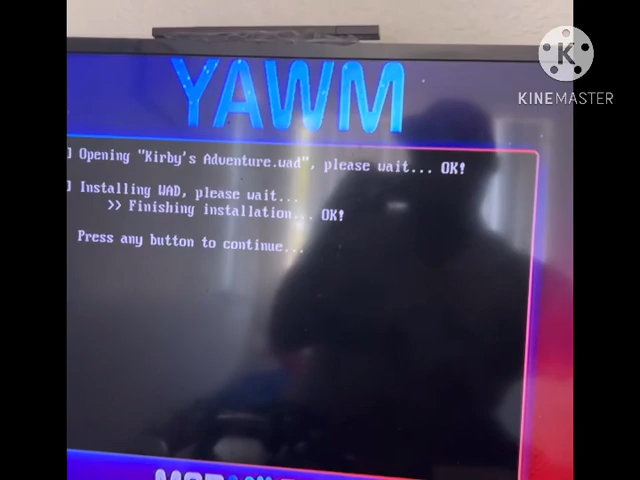 YAWM
KINEMASTER
] Opening "Kirby's Adventure.wad", please wait... OK!
] Installing WAD, please wait...
>> Finishing installation... OK!
Press any button to continue...